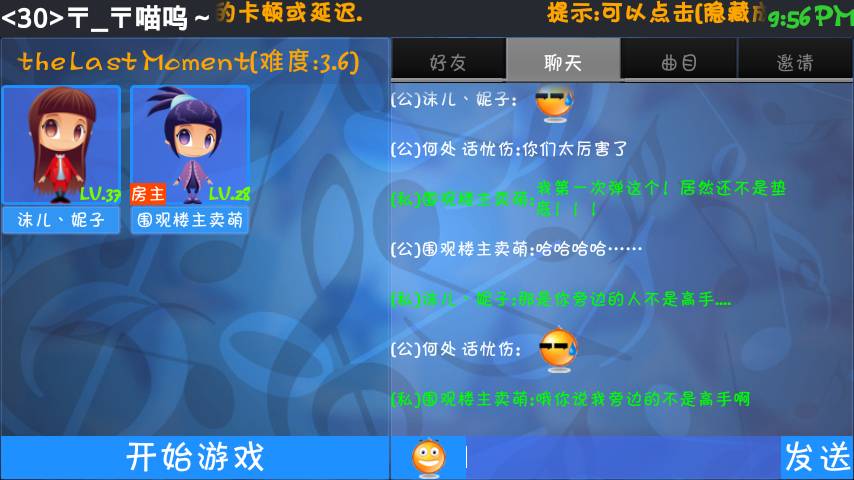 <30>〒_〒喵呜～
的卡顿或延迟.
提示:可以点击(隐藏
9:56 PM
theLast Moment(难度:3.6)
好友
聊天
曲目
邀请
LV.37
房主
LV.28
沫儿丶妮子
围观楼主卖萌
(公)沫儿丶妮子:
(公)何处 话忧伤:你们太厉害了
(私)围观楼主卖萌:我第一次弹这个！居然还不是垫
底！！！
(公)围观楼主卖萌:哈哈哈哈……
(私)沫儿丶妮子:那是你旁边的人不是高手....
(公)何处 话忧伤:
(私)围观楼主卖萌:哦你说我旁边的不是高手啊
开始游戏
发送